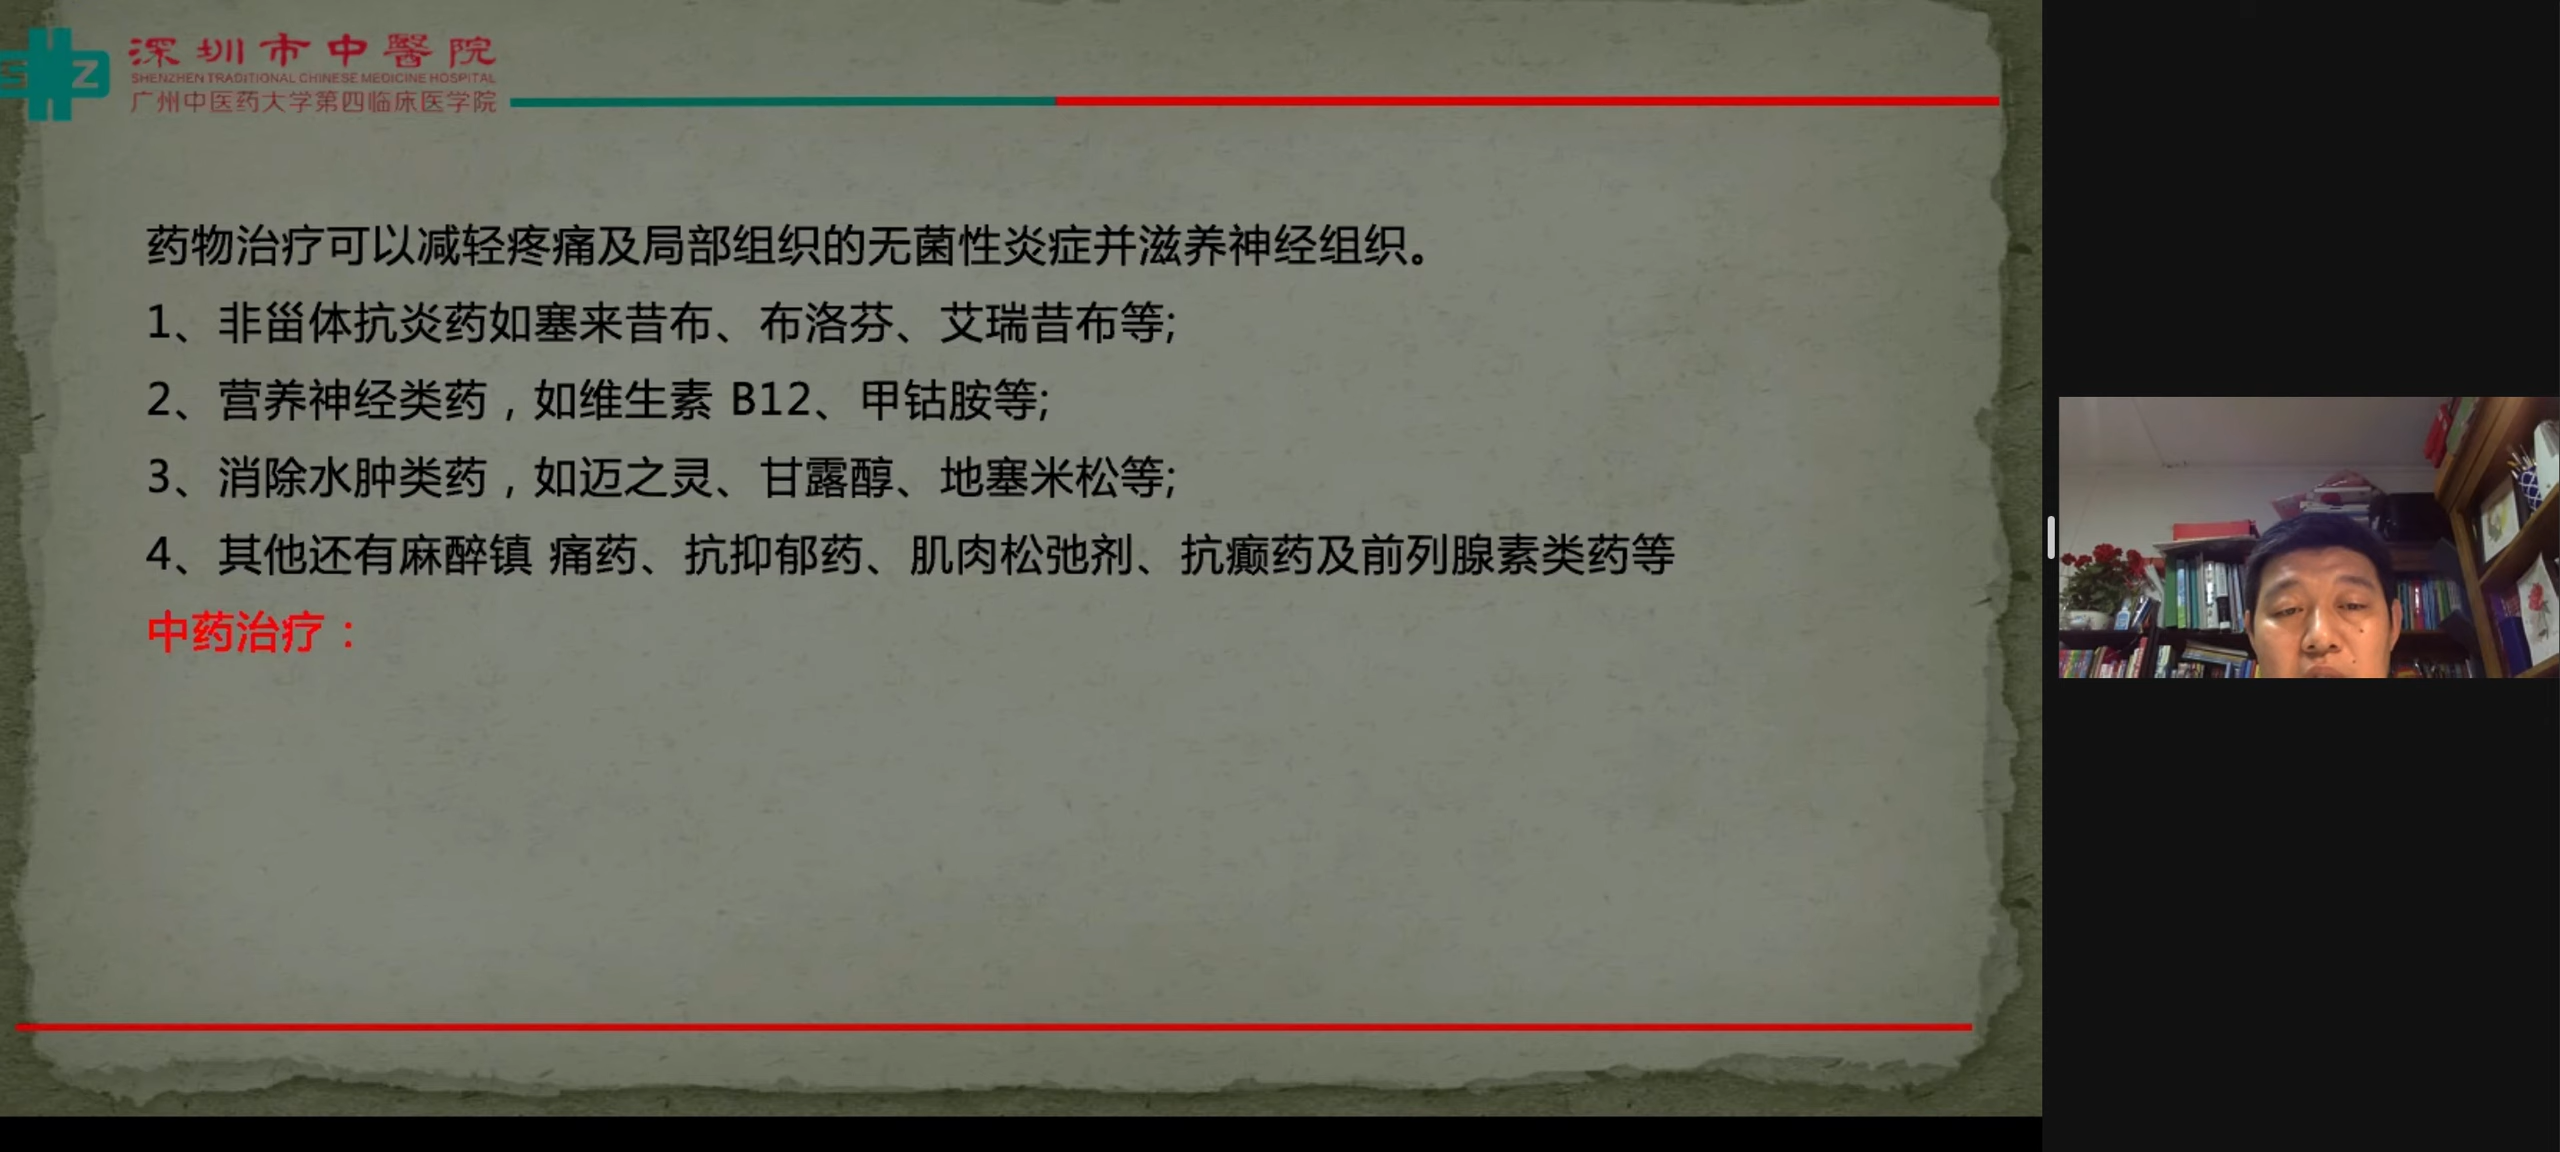 深圳市中醫院
SHENZHEN TRADITIONAL CHINESE MEDICINE HOSPITAL
广州中医药大学第四临床医学院
S Z
药物治疗可以减轻疼痛及局部组织的无菌性炎症并滋养神经组织。
1、非甾体抗炎药如塞来昔布、布洛芬、艾瑞昔布等;
2、营养神经类药，如维生素 B12、甲钴胺等;
3、消除水肿类药，如迈之灵、甘露醇、地塞米松等;
4、其他还有麻醉镇 痛药、抗抑郁药、肌肉松弛剂、抗癫药及前列腺素类药等
中药治疗：